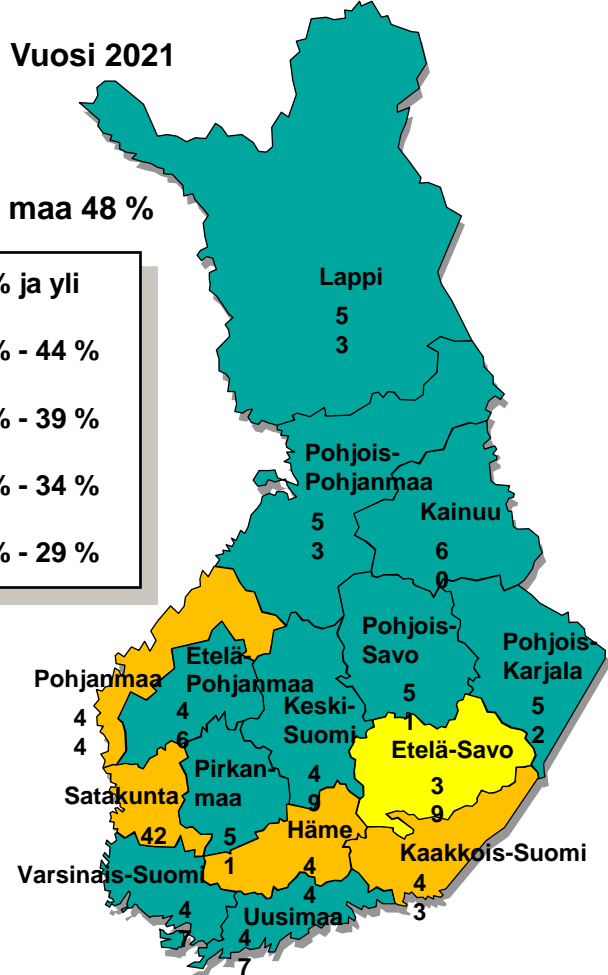 Vuosi 2021
maa 48 %
% ja yli
% - 44 %
% - 39 %
% - 34 %
% - 29 %
Lappi
5
3
Pohjois-
Pohjanmaa
5
3
Kainuu
6
0
Pohjois-
Savo
5
1
Pohjois-
Karjala
5
2
Pohjanmaa
4
4
Etelä-
Pohjanmaa
4
6
Keski-
Suomi
4
9
Etelä-Savo
3
9
Satakunta
42
Pirkan-
maa
5
1
Häme
4
4
Kaakkois-Suomi
4
3
Varsinais-Suomi
4
7
Uusimaa
4
7